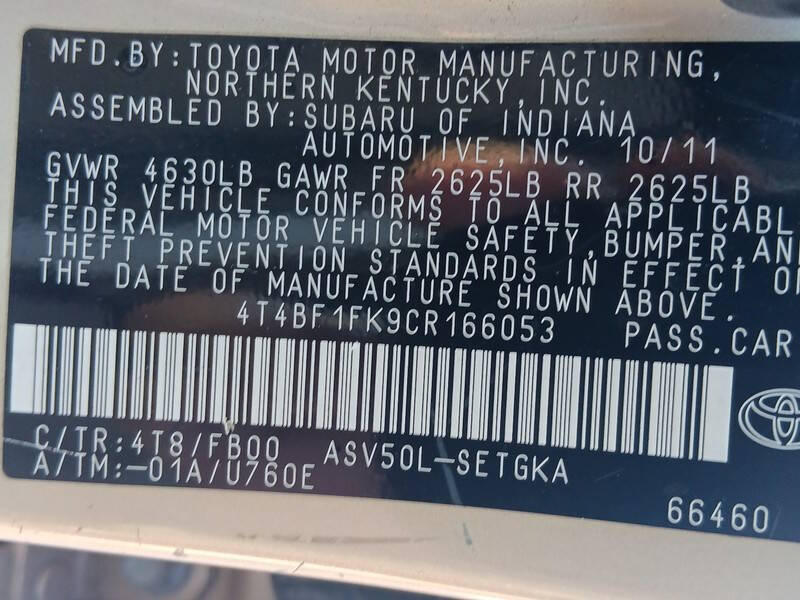 MFD.BY:TOYOTA MOTOR MANUFACTURING,
NORTHERN KENTUCKY,INC.
ASSEMBLED BY:SUBARU OF INDIANA
AUTOMOTIVE,INC. 10/11
GVWR 4630LB GAWR FR 2625LB RR 2625LB
THIS VEHICLE CONFORMS TO ALL APPLICABL
FEDERAL MOTOR VEHICLE SAFETY,BUMPER,AN
THEFT PREVENTION STANDARDS IN EFFECT O
THE DATE OF MANUFACTURE SHOWN ABOVE.
4T4BF1FK9CR166053 PASS.CAR
C/TR:4T8/FB00 ASV50L-SETGKA
A/TM:-01A/U760E
66460